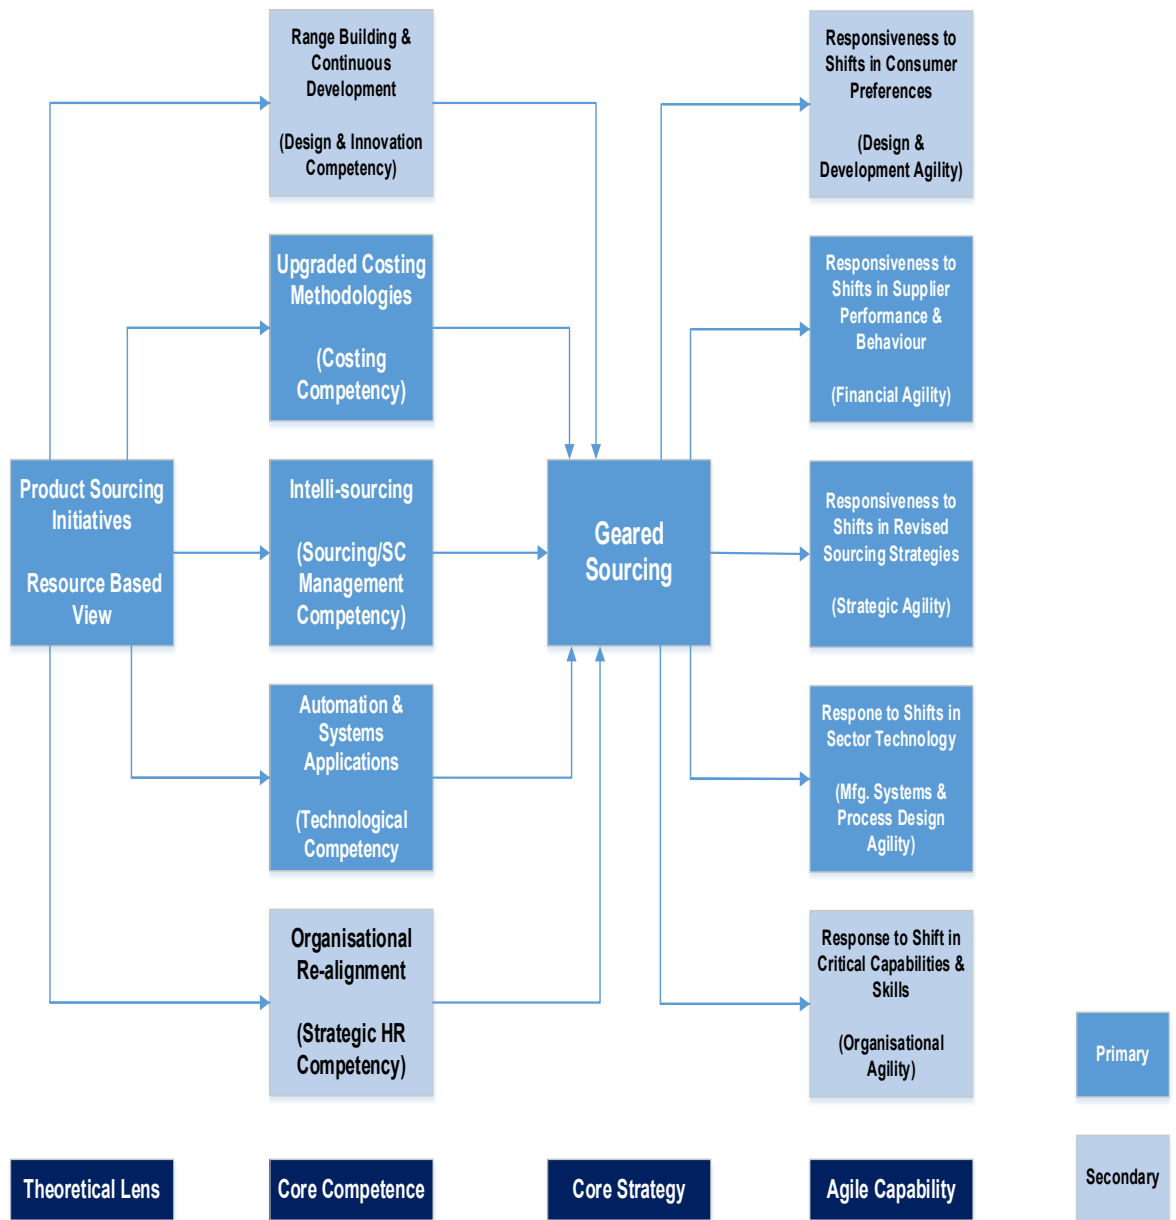 Range Building &
Continuous
Development
(Design & Innovation
Competency)
Responsiveness to
Shifts in Consumer
Preferences
(Design &
Development Agility)
Upgraded Costing
Methodologies
(Costing
Competency)
Responsiveness to
Shifts in Supplier
Performance &
Behaviour
(Financial Agility)
Product Sourcing
Initiatives
Resource Based
View
Intelli-sourcing
(Sourcing/SC
Management
Competency)
Geared
Sourcing
Responsiveness to
Shifts in Revised
Sourcing Strategies
(Strategic Agility)
Automation &
Systems
Applications
(Technological
Competency
Respone to Shifts in
Sector Technology
(Mfg. Systems &
Process Design
Agility)
Organisational
Re-alignment
(Strategic HR
Competency)
Response to Shift in
Critical Capabilities &
Skills
(Organisational
Agility)
Primary
Secondary
Theoretical Lens
Core Competence
Core Strategy
Agile Capability